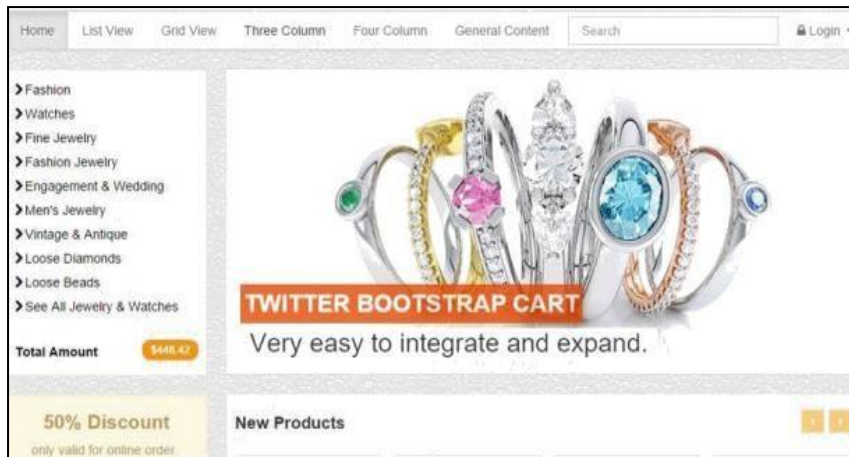 Home List View Grid View Three Column Four Column General Content Search Login
Fashion
Watches
Fine Jewelry
Fashion Jewelry
Engagement & Wedding
Men's Jewelry
Vintage & Antique
Loose Diamonds
Loose Beads
See All Jewelry & Watches
Total Amount $448.42
TWITTER BOOTSTRAP CART
Very easy to integrate and expand.
50% Discount
only valid for online order.
New Products